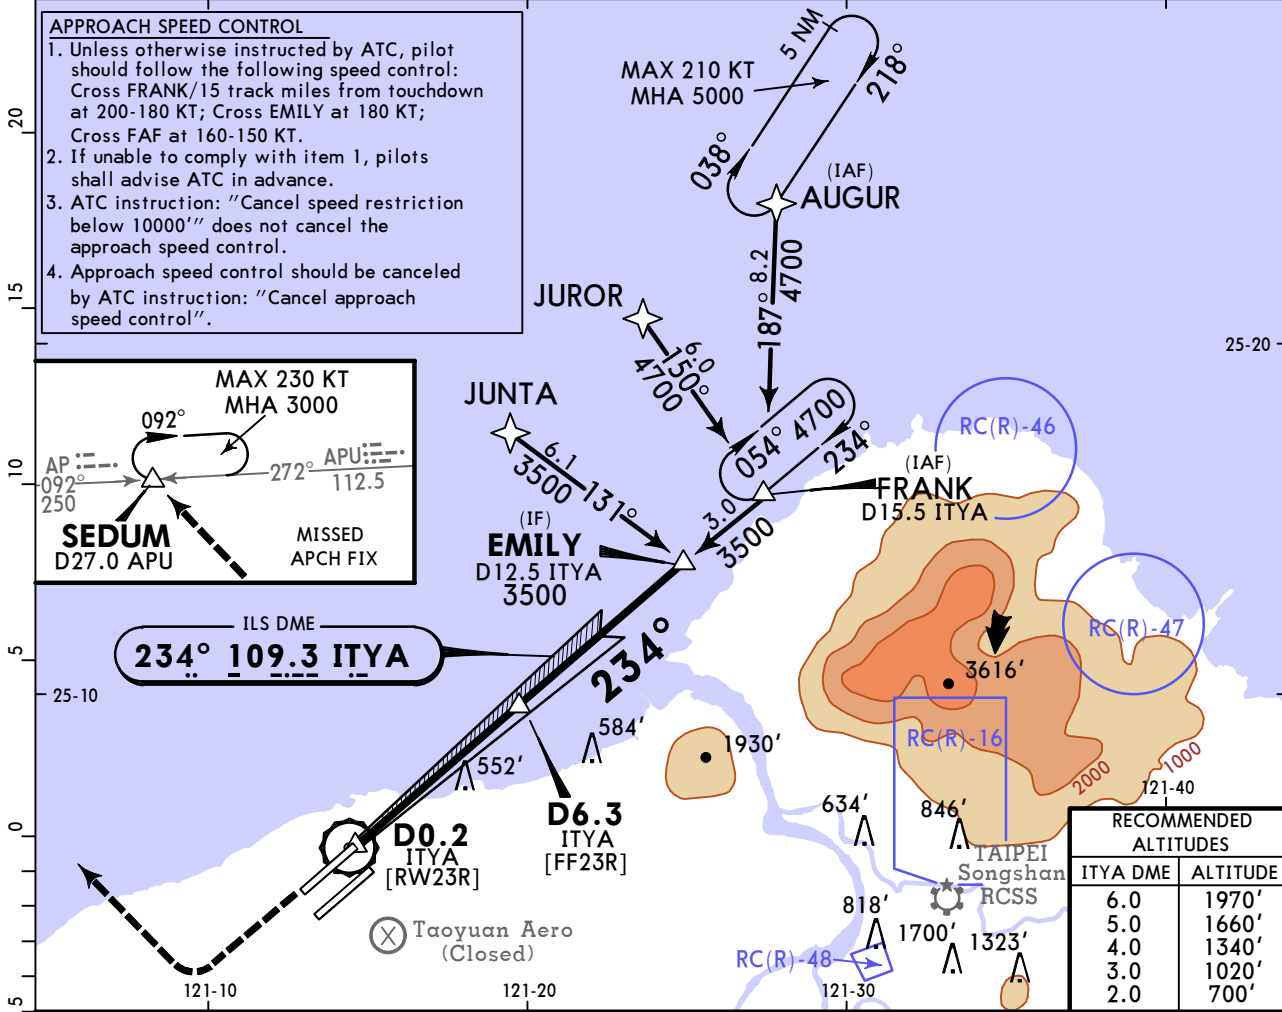 APPROACH SPEED CONTROL
1. Unless otherwise instructed by ATC, pilot
should follow the following speed control:
Cross FRANK/15 track miles from touchdown
at 200-180 KT; Cross EMILY at 180 KT;
Cross FAF at 160-150 KT.
2. If unable to comply with item 1, pilots
shall advise ATC in advance.
3. ATC instruction: "Cancel speed restriction
below 10000'" does not cancel the
approach speed control.
4. Approach speed control should be canceled
by ATC instruction: "Cancel approach
speed control".
20
15
10
5
0
5
5 NM
MAX 210 KT
MHA 5000
218°
038°
(IAF)
AUGUR
8.2
187°
4700
JUROR
6.0
150°
4700
25-20
JUNTA
6.1
3500
131°
054° 4700
234°
(IAF)
FRANK
D15.5 ITYA
3.0
3500
RC(R)-46
MAX 230 KT
MHA 3000
092°
AP
092°
250
272°
APU
112.5
SEDUM
D27.0 APU
MISSED
APCH FIX
(IF)
EMILY
D12.5 ITYA
3500
ILS DME
234° 109.3 ITYA
234°
RC(R)-47
3616'
25-10
RC(R)-16
584'
1930'
552'
2000
1000
121-40
D6.3
ITYA
[FF23R]
D0.2
ITYA
[RW23R]
634'
846'
TAIPEI
Songshan
RCSS
818'
1700'
1323'
RC(R)-48
Taoyuan Aero
(Closed)
121-10
121-20
121-30
RECOMMENDED
ALTITUDES
ITYA DME ALTITUDE
6.0 1970'
5.0 1660'
4.0 1340'
3.0 1020'
2.0 700'